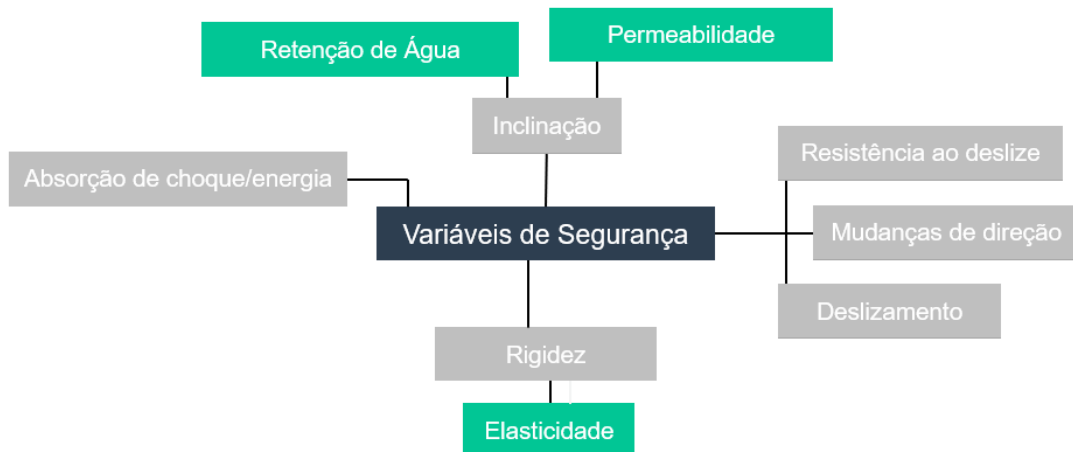 Retenção de Água
Permeabilidade
Inclinação
Absorção de choque/energia
Resistência ao deslize
Variáveis de Segurança
Mudanças de direção
Deslizamento
Rigidez
Elasticidade